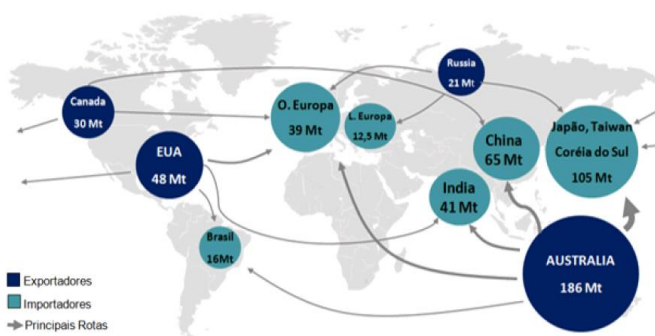 Russia
21 Mt
Canada
30 Mt
O. Europa
39 Mt
L. Europa
12,5 Mt
China
65 Mt
Japão, Taiwan
Coréia do Sul
105 Mt
EUA
48 Mt
India
41 Mt
Brasil
16Mt
AUSTRALIA
186 Mt
Exportadores
Importadores
Principais Rotas